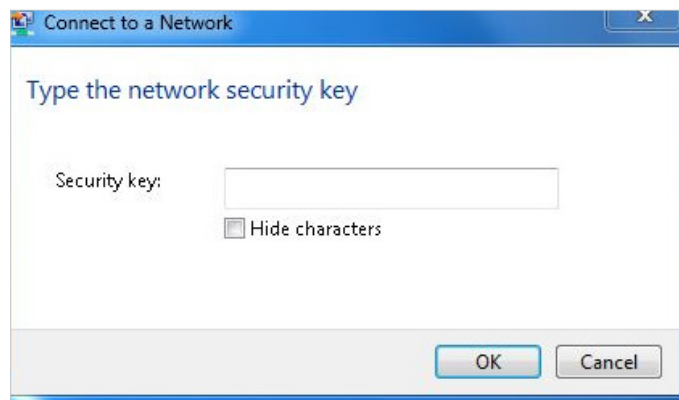 Connect to a Network
Type the network security key
Security key:
Hide characters
OK Cancel